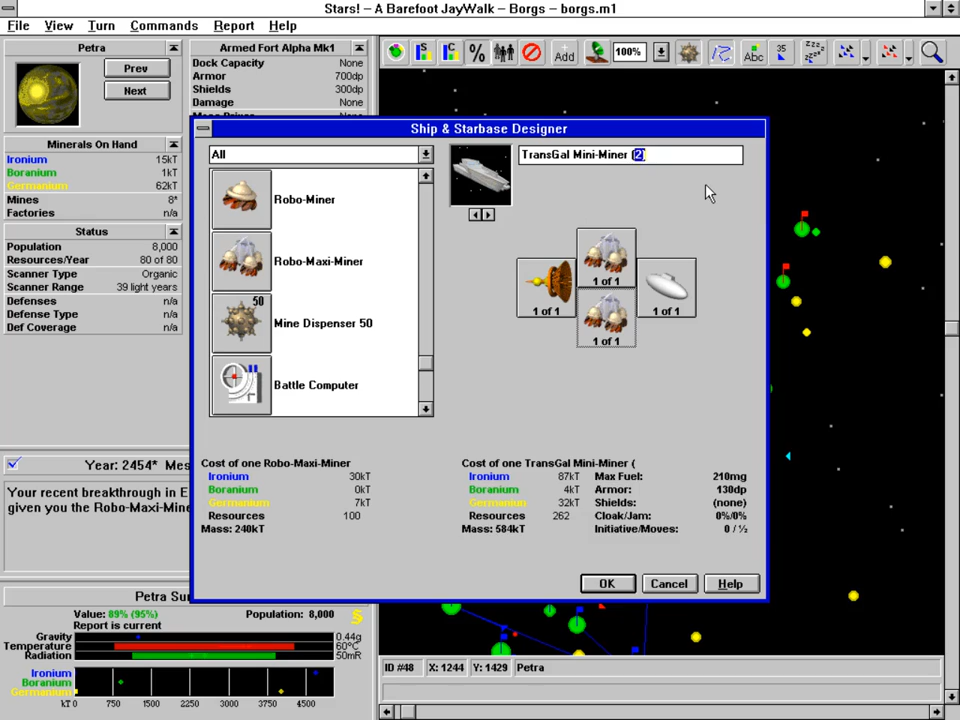 Stars! – A Barefoot JayWalk – Borgs – borgs.m1
File View Turn Commands Report Help
Petra
Prev
Next
Armed Fort Alpha Mk1
Dock Capacity None
Armor 700dp
Shields 300dp
Damage None
100%
Add
Abc
35
Minerals On Hand
Ironium 15kT
Boranium 1kT
Germanium 62kT
Mines 8*
Factories n/a
Status
Population 8,000
Resources/Year 80 of 80
Scanner Type Organic
Scanner Range 39 light years
Defenses n/a
Defense Type n/a
Def Coverage n/a
Ship & Starbase Designer
All
TransGal Mini-Miner (2)
Robo-Miner
Robo-Maxi-Miner
50
Mine Dispenser 50
Battle Computer
1 of 1
1 of 1
1 of 1
1 of 1
Cost of one Robo-Maxi-Miner
Ironium 30kT
Boranium 0kT
Germanium 7kT
Resources 100
Mass: 240kT
Cost of one TransGal Mini-Miner (
Ironium 87kT
Boranium 4kT
Germanium 32kT
Resources 262
Mass: 584kT
Max Fuel: 210mg
Armor: 130dp
Shields: (none)
Cloak/Jam: 0%/0%
Initiative/Moves: 0 / ½
OK Cancel Help
Year: 2454* Mes
Your recent breakthrough in E
given you the Robo-Maxi-Mine
Petra Su
Value: 89% (95%) Population: 8,000
Report is current
Gravity 0.44g
Temperature 60°C
Radiation 50mR
Ironium
Boranium
Germanium
kT 0 750 1500 2250 3000 3750 4500
ID #48 X: 1244 Y: 1429 Petra